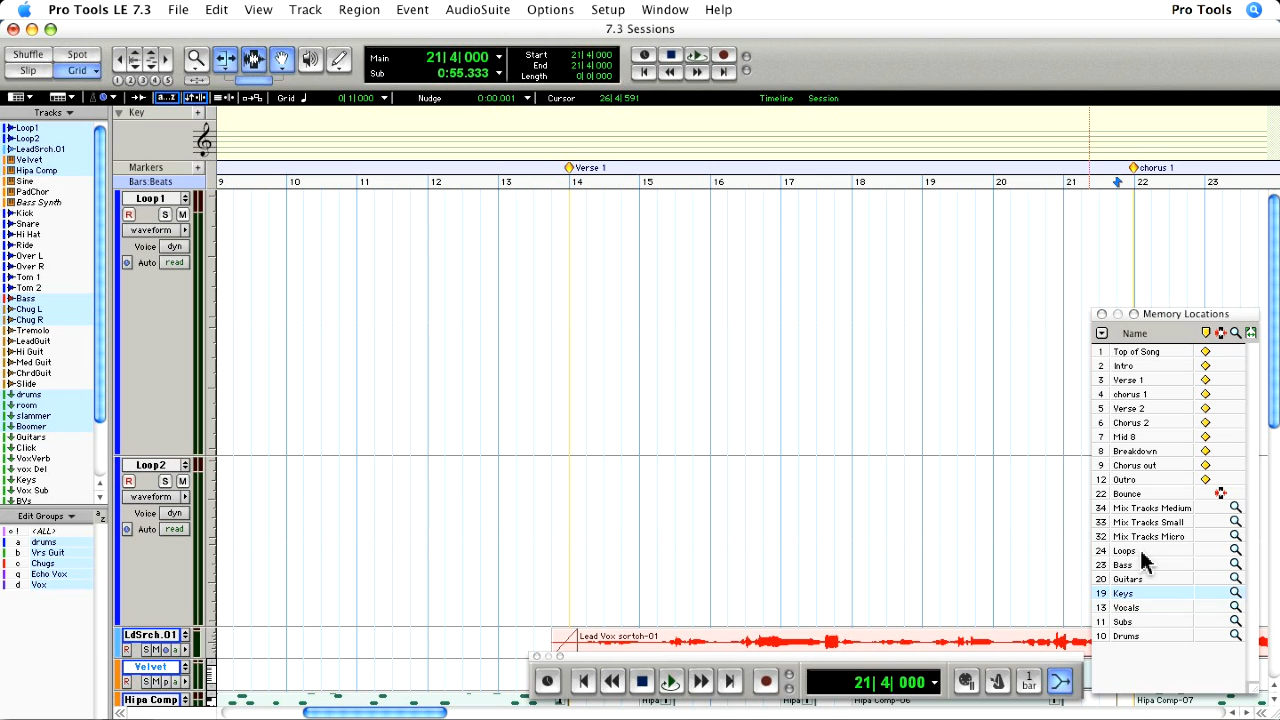 Pro Tools LE 7.3 File Edit View Track Region Event AudioSuite Options Setup Window Help Pro Tools
7.3 Sessions
Shuffle Spot
Slip Grid
1 2 3 4 5
Main 21| 4| 000
Sub 0:55.333
Start 21| 4| 000
End 21| 4| 000
Length 0| 0| 000
a...z Grid 0| 1| 000 Nudge 0:00.001 Cursor 26| 4| 591 Timeline Session
Tracks
Loop1
Loop2
LeadSrch.01
Velvet
Hipa Comp
Sine
PadChor
Bass Synth
Kick
Snare
Hi Hat
Ride
Over L
Over R
Tom 1
Tom 2
Bass
Chug L
Chug R
Tremolo
LeadGuit
Hi Guit
Med Guit
ChrdGuit
Slide
drums
room
slammer
Boomer
Guitars
Click
VoxVerb
vox Del
Keys
Vox Sub
BVs
Edit Groups a z
! <ALL>
a drums
b Vrs Guit
c Chugs
q Echo Vox
d Vox
Key +
Markers + Verse 1 chorus 1
Bars:Beats 9 10 11 12 13 14 15 16 17 18 19 20 21 22 23
Loop1
R S M
waveform
Voice dyn
Auto read
Loop2
R S M
waveform
Voice dyn
Auto read
LdSrch.01
S M a
Lead Vox scrtch-01
Velvet
R S M p a
Hipa Comp
Hipa Comp-06
Hipa Comp-07
21| 4| 000
1
bar
Memory Locations
Name
1 Top of Song
2 Intro
3 Verse 1
4 chorus 1
5 Verse 2
6 Chorus 2
7 Mid 8
8 Breakdown
9 Chorus out
12 Outro
22 Bounce
34 Mix Tracks Medium
33 Mix Tracks Small
32 Mix Tracks Micro
24 Loops
23 Bass
20 Guitars
19 Keys
13 Vocals
11 Subs
10 Drums